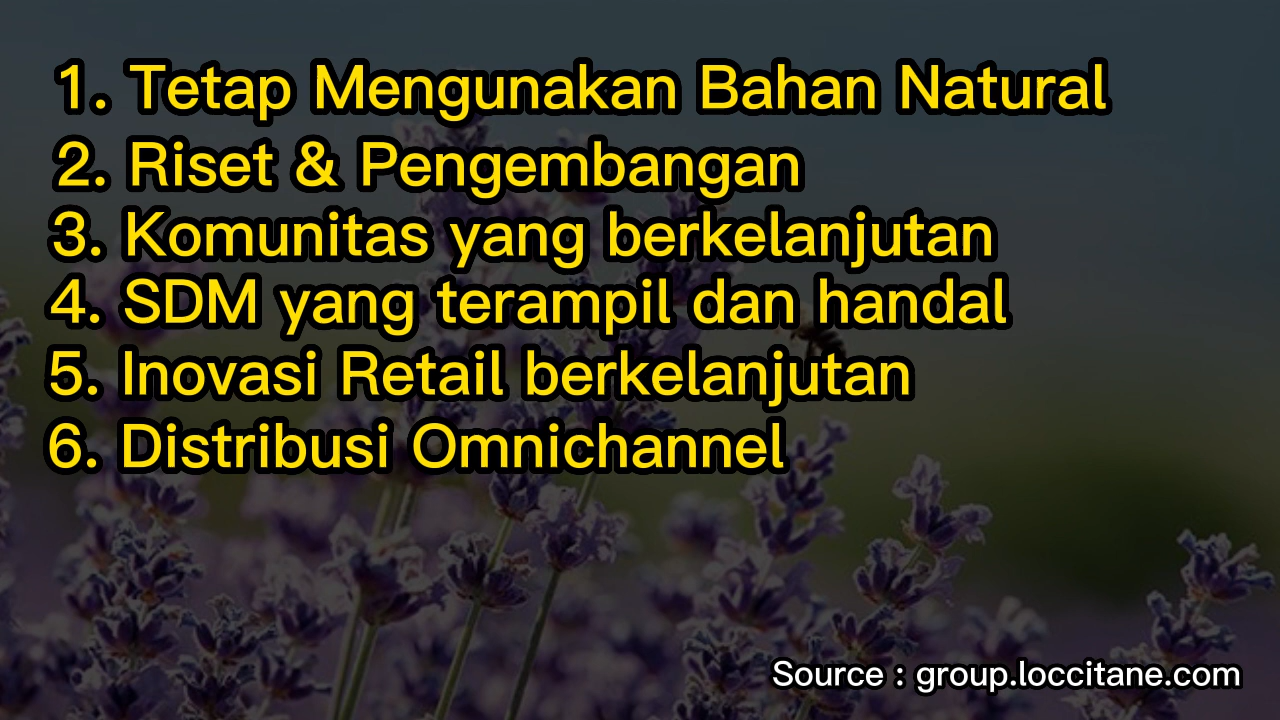 1. Tetap Mengunakan Bahan Natural
2. Riset & Pengembangan
3. Komunitas yang berkelanjutan
4. SDM yang terampil dan handal
5. Inovasi Retail berkelanjutan
6. Distribusi Omnichannel
Source : group.loccitane.com